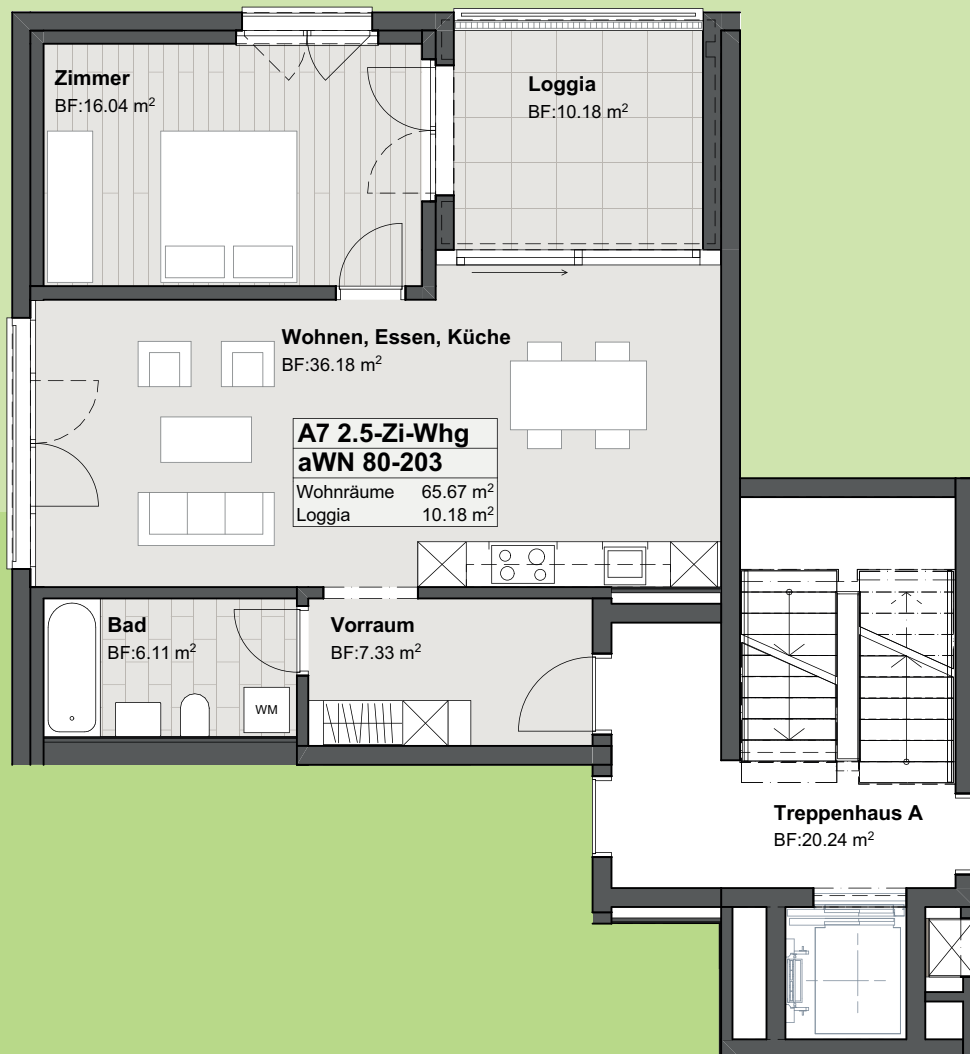 Zimmer
BF:16.04 m²
Loggia
BF:10.18 m²
Wohnen, Essen, Küche
BF:36.18 m²
A7 2.5-Zi-Whg
aWN 80-203
Wohnräume 65.67 m²
Loggia 10.18 m²
Bad
BF:6.11 m²
WM
Vorraum
BF:7.33 m²
Treppenhaus A
BF:20.24 m²